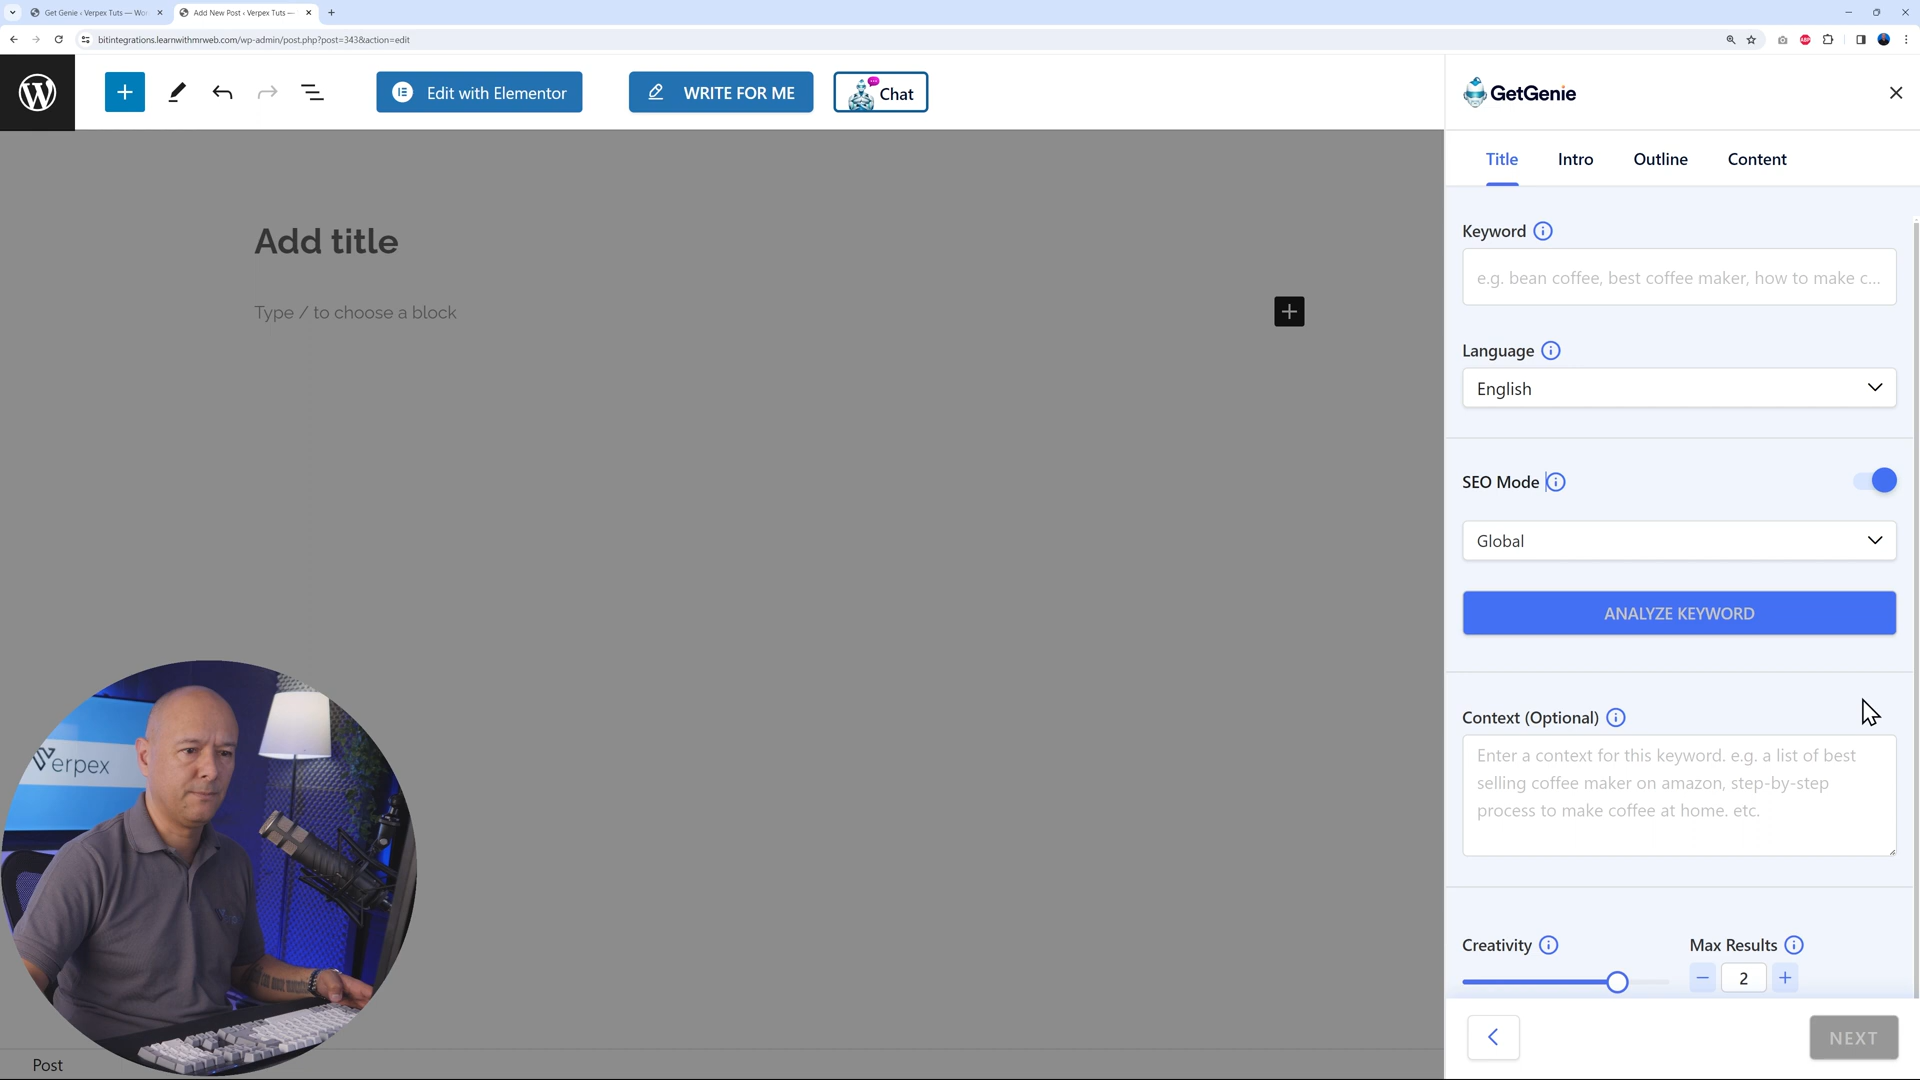 Get Genie ‹ Verpex Tuts — Wo
Add New Post ‹ Verpex Tuts —
bitintegrations.learnwithmrweb.com/wp-admin/post.php?post=343&action=edit
Edit with Elementor
WRITE FOR ME
Chat
GetGenie
Title
Intro
Outline
Content
Add title
Type / to choose a block
Keyword
e.g. bean coffee, best coffee maker, how to make c...
Language
English
SEO Mode
Global
ANALYZE KEYWORD
Context (Optional)
Enter a context for this keyword. e.g. a list of best
selling coffee maker on amazon, step-by-step
process to make coffee at home. etc.
Creativity
Max Results
2
NEXT
Verpex
Post